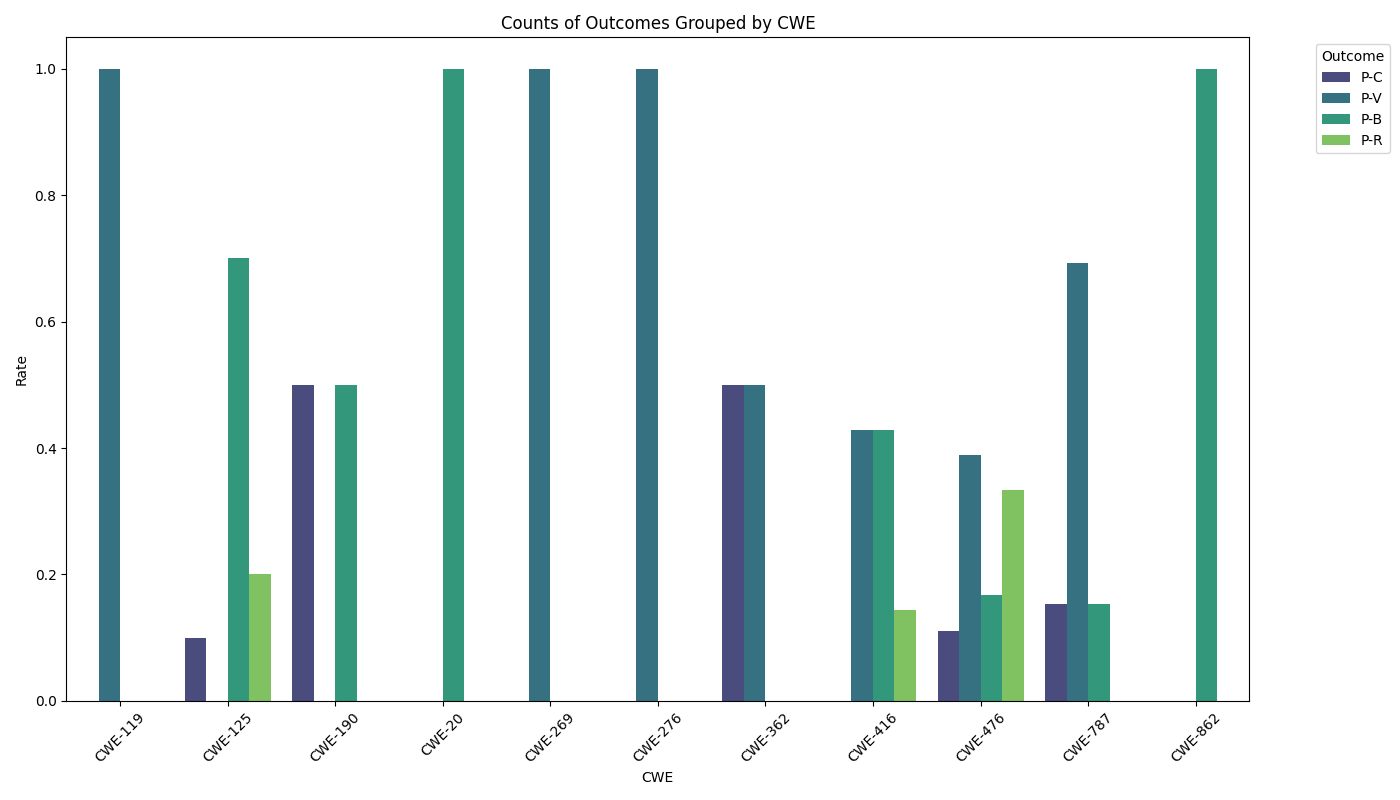 Counts of Outcomes Grouped by CWE
Outcome
P-C
P-V
P-B
P-R
Rate
1.0
0.8
0.6
0.4
0.2
0.0
CWE-119
CWE-125
CWE-190
CWE-20
CWE-269
CWE-276
CWE-362
CWE-416
CWE-476
CWE-787
CWE-862
CWE